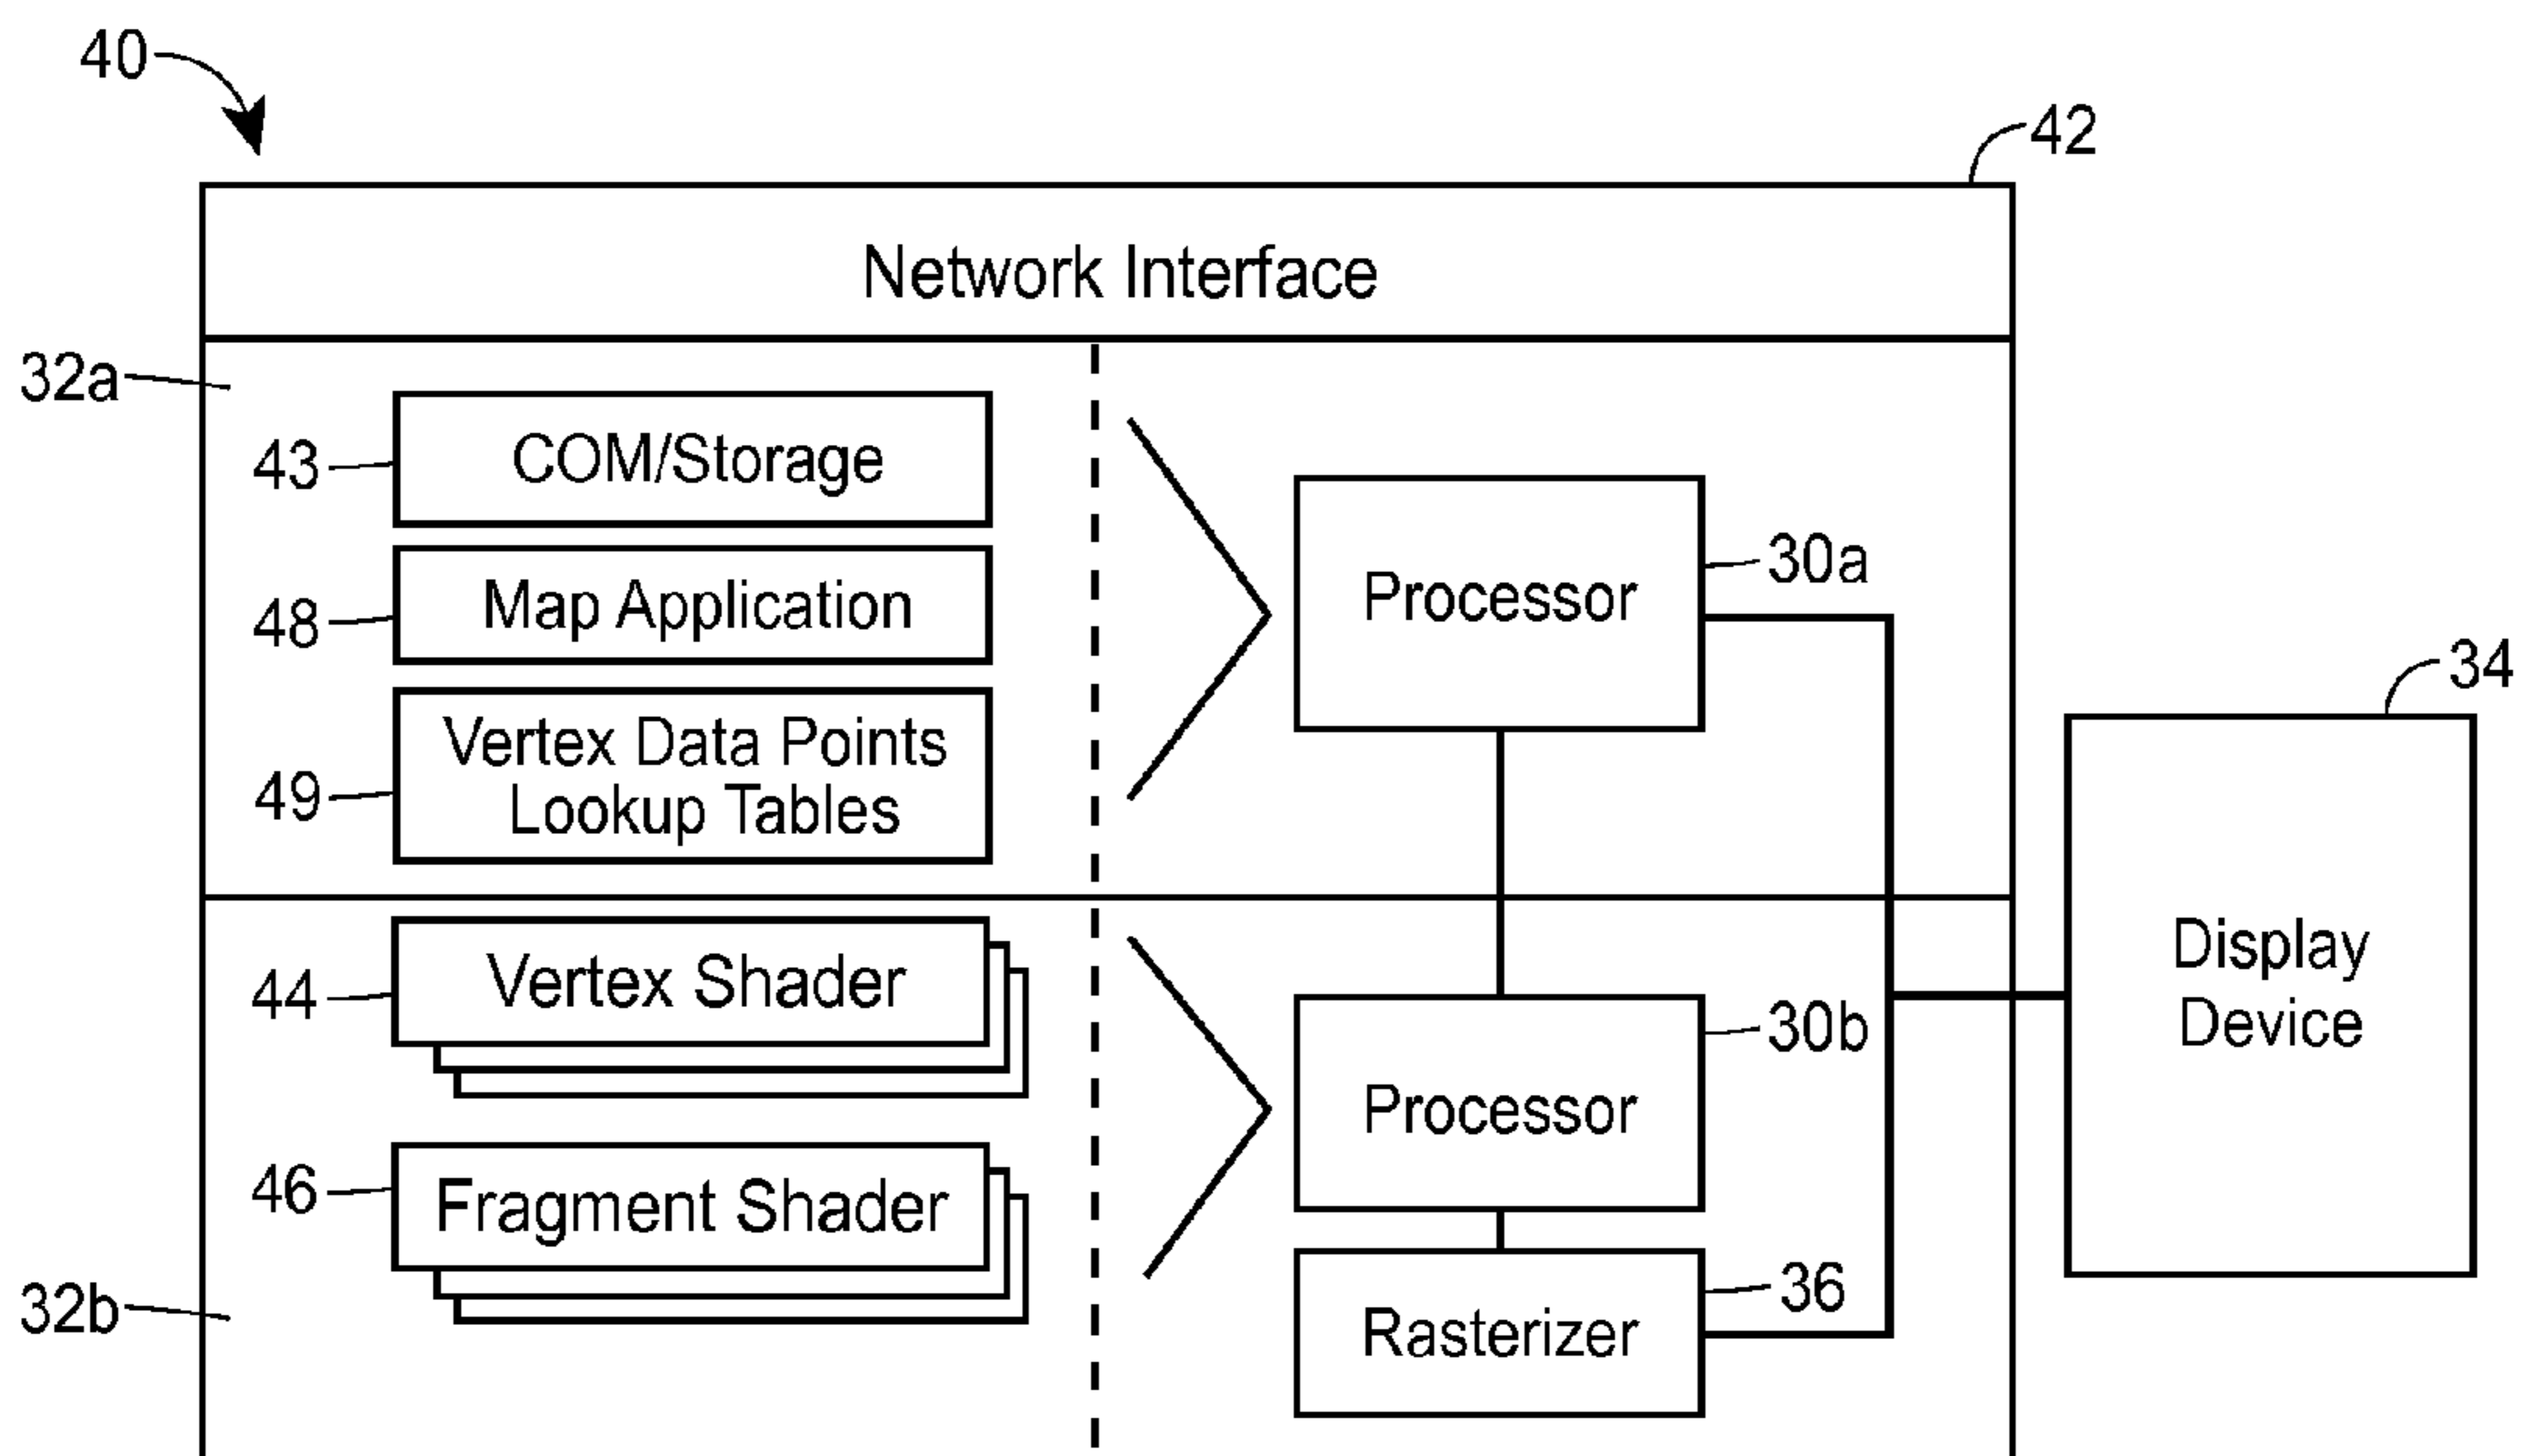 40
42
Network Interface
32a
43
COM/Storage
48
Map Application
49
Vertex Data Points
Lookup Tables
Processor
30a
34
Display
Device
44
Vertex Shader
46
Fragment Shader
32b
Processor
30b
Rasterizer
36